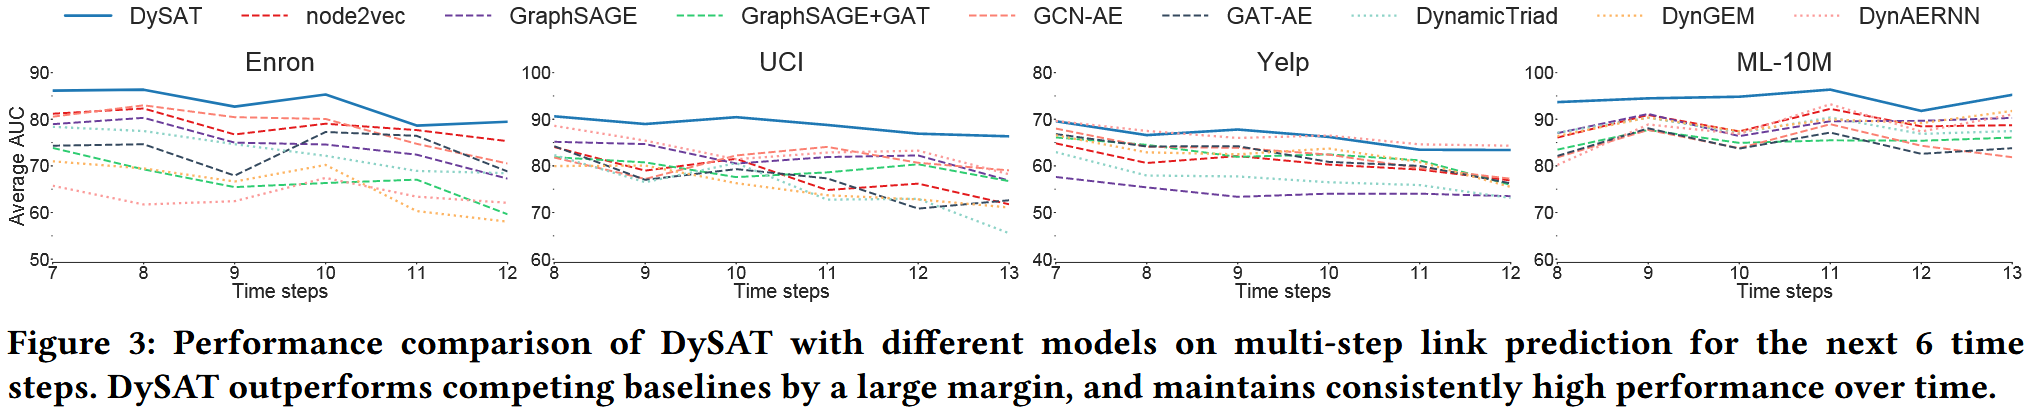 DySAT node2vec GraphSAGE GraphSAGE+GAT GCN-AE GAT-AE DynamicTriad DynGEM DynAERNN
Enron UCI Yelp ML-10M
Average AUC
90 80 70 60 50
7 8 9 10 11 12
Time steps
100 90 80 70 60
8 9 10 11 12 13
Time steps
80 70 60 50 40
7 8 9 10 11 12
Time steps
100 90 80 70 60
8 9 10 11 12 13
Time steps
Figure 3: Performance comparison of DySAT with different models on multi-step link prediction for the next 6 time
steps. DySAT outperforms competing baselines by a large margin, and maintains consistently high performance over time.